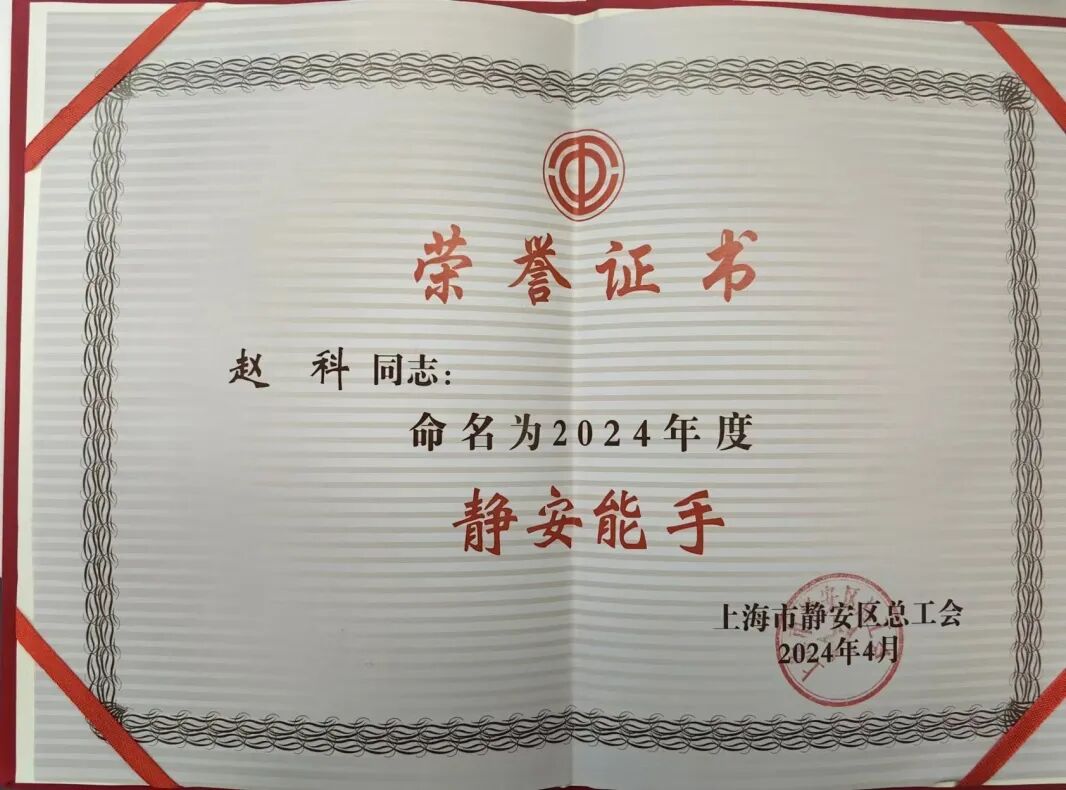 荣誉证书
赵科同志：
命名为2024年度
静安能手
上海市静安区总工会
2024年4月